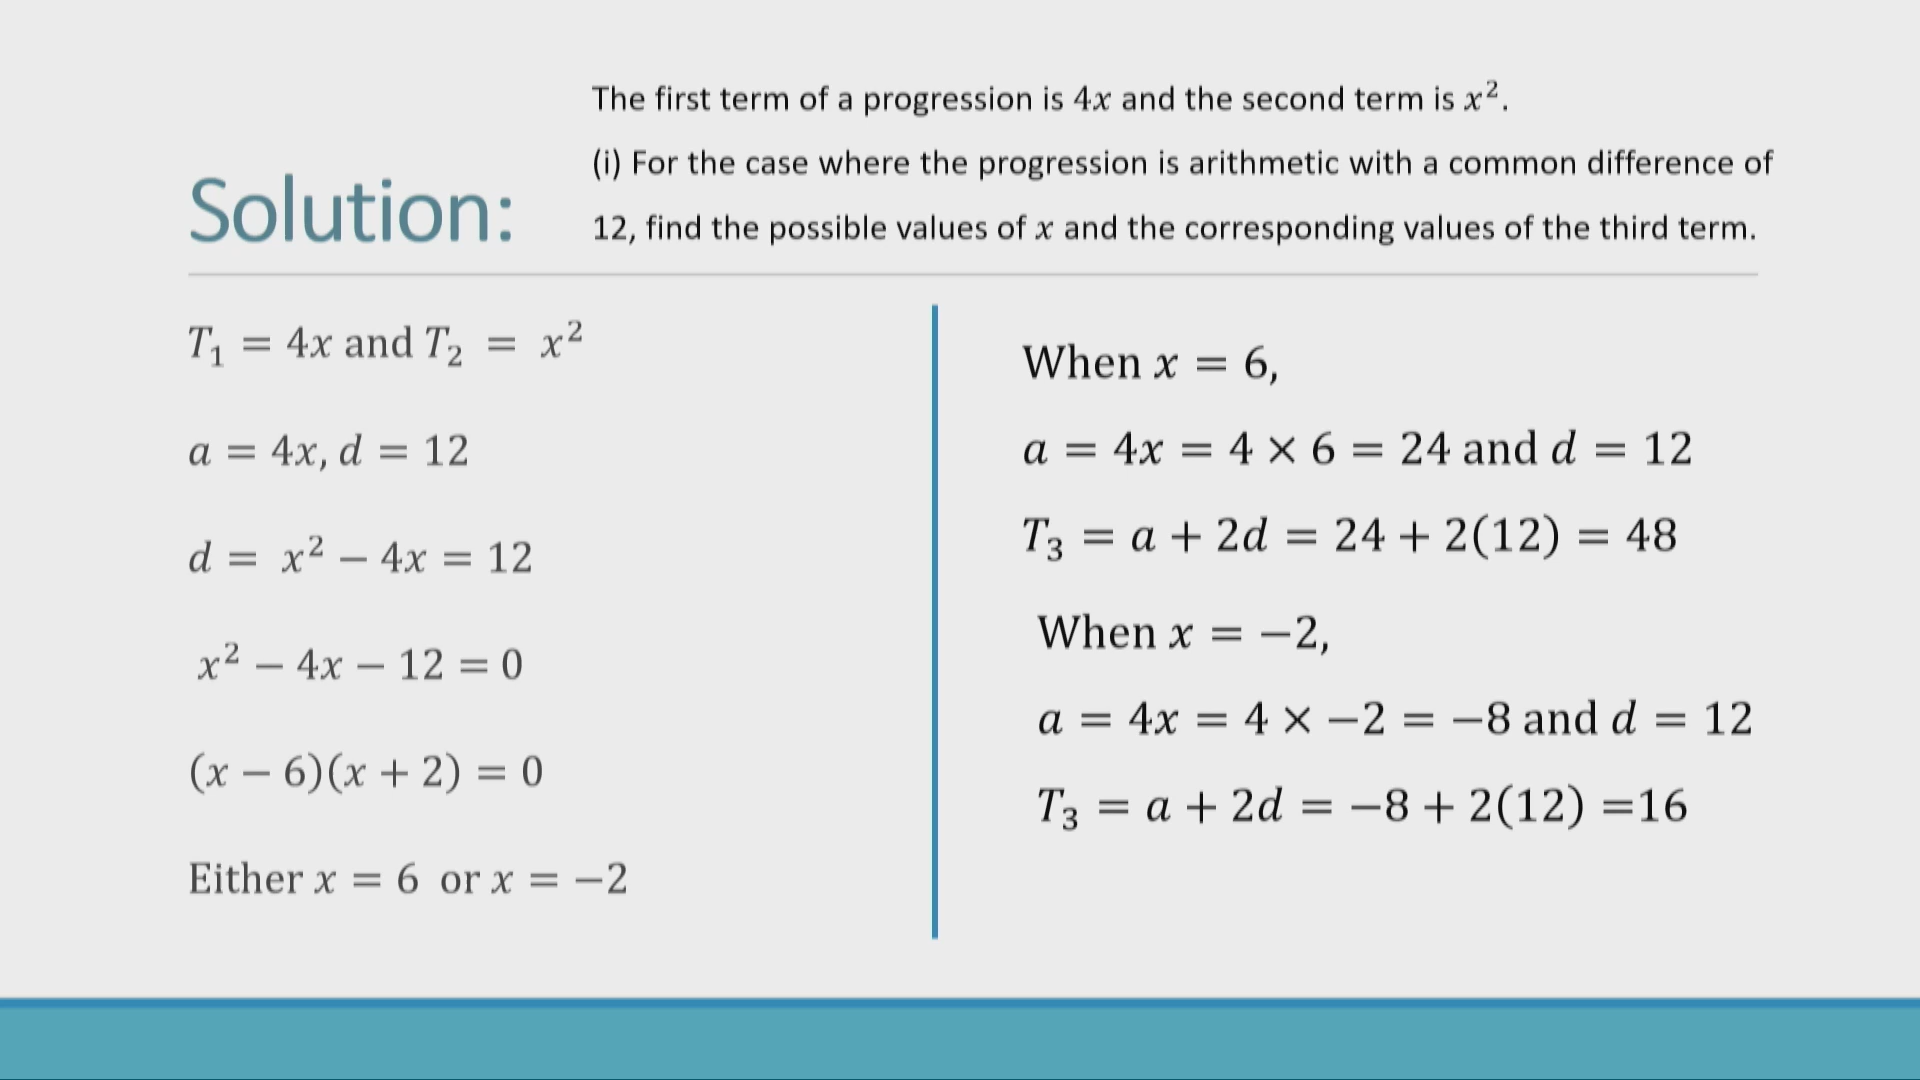 The first term of a progression is 4x and the second term is x².
(i) For the case where the progression is arithmetic with a common difference of
12, find the possible values of x and the corresponding values of the third term.
Solution:
T₁ = 4x and T₂ = x²
a = 4x, d = 12
d = x² − 4x = 12
x² − 4x − 12 = 0
(x − 6)(x + 2) = 0
Either x = 6 or x = −2
When x = 6,
a = 4x = 4 × 6 = 24 and d = 12
T₃ = a + 2d = 24 + 2(12) = 48
When x = −2,
a = 4x = 4 × −2 = −8 and d = 12
T₃ = a + 2d = −8 + 2(12) =16